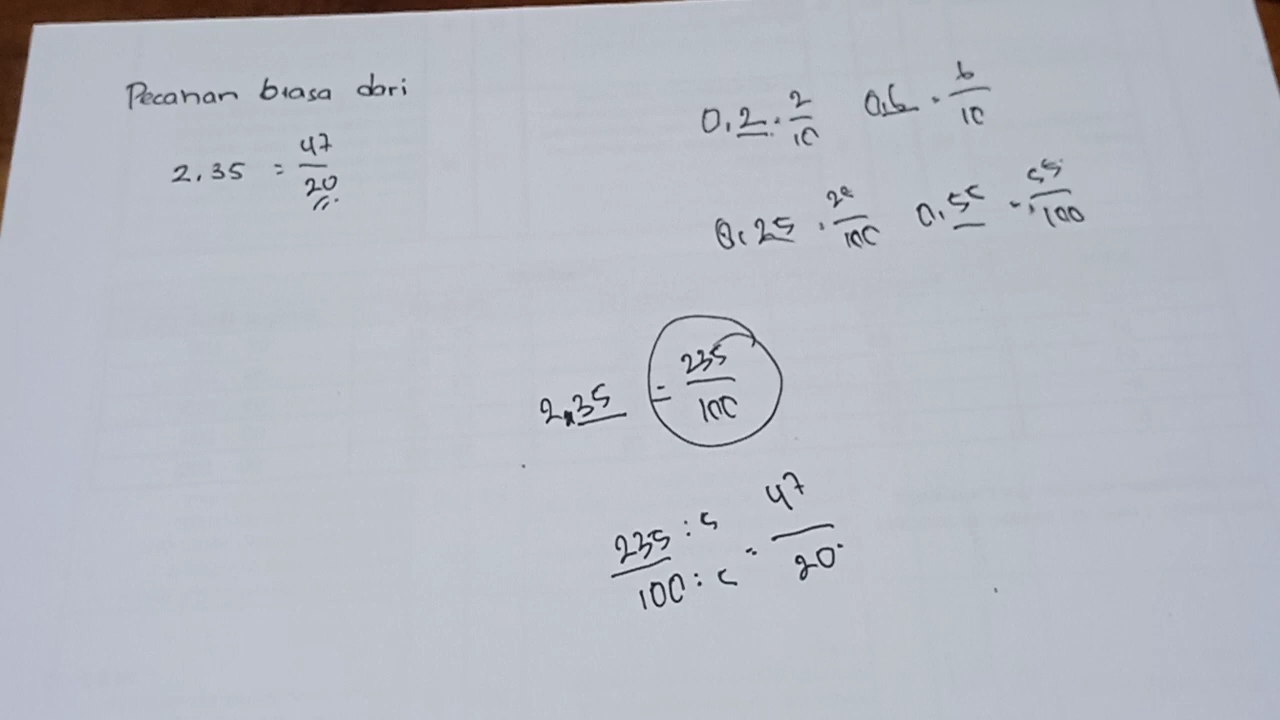 Pecahan biasa dari
2,35 = 47/20
0,2 = 2/10 0,6 = 6/10
0,25 = 25/100 0,55 = 55/100
2,35 = 235/100
235 : 5 / 100 : 5 = 47/20